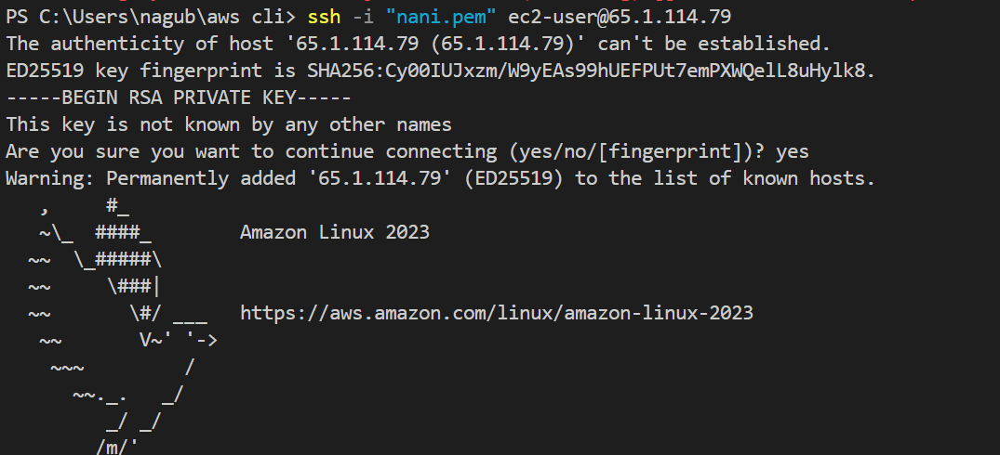 PS C:\Users\nagub\aws cli> ssh -i "nani.pem" ec2-user@65.1.114.79
The authenticity of host '65.1.114.79 (65.1.114.79)' can't be established.
ED25519 key fingerprint is SHA256:Cy00IUJxzm/W9yEAs99hUEFPUt7emPXWQelL8uHylk8.
-----BEGIN RSA PRIVATE KEY-----
This key is not known by any other names
Are you sure you want to continue connecting (yes/no/[fingerprint])? yes
Warning: Permanently added '65.1.114.79' (ED25519) to the list of known hosts.
   ,     #_
   ~\_  ####_        Amazon Linux 2023
  ~~  \_#####\
  ~~     \###|
  ~~       \#/ ___   https://aws.amazon.com/linux/amazon-linux-2023
   ~~       V~' '->
    ~~~         /
      ~~._.   _/
         _/ _/
        /m/'